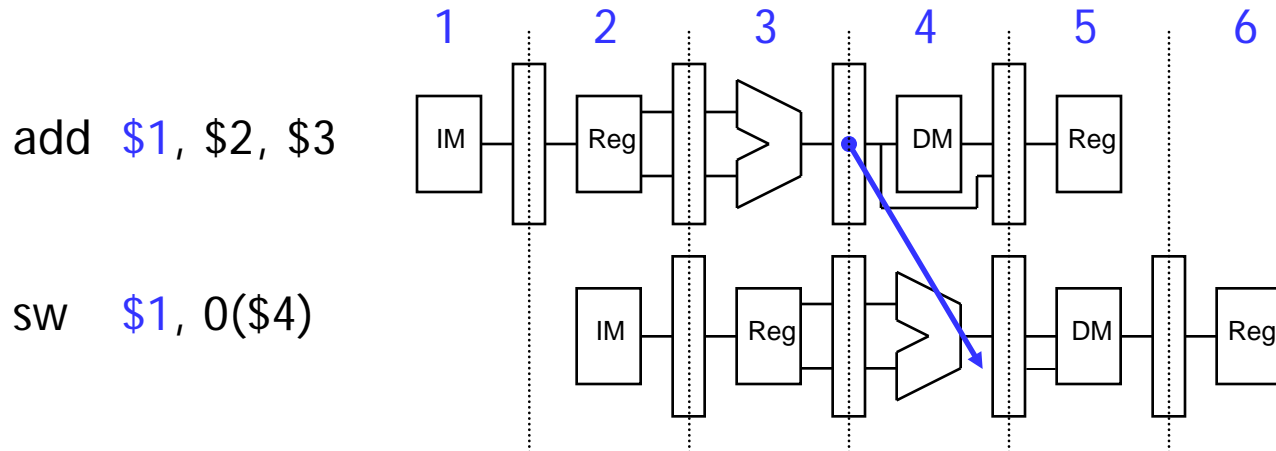 1 2 3 4 5 6
add $1, $2, $3 IM Reg DM Reg
sw $1, 0($4) IM Reg DM Reg